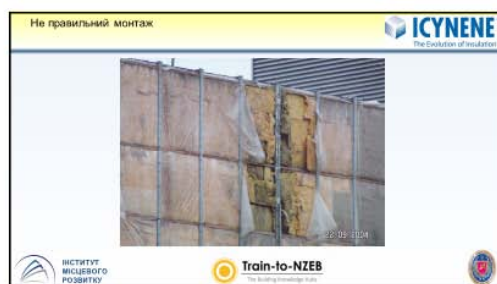 Не правильний монтаж
ICYNENE
The Evolution of Insulation
22 09 2004
ІНСТИТУТ
МІСЦЕВОГО
РОЗВИТКУ
Train-to-NZEB
The Building Knowledge Hubs